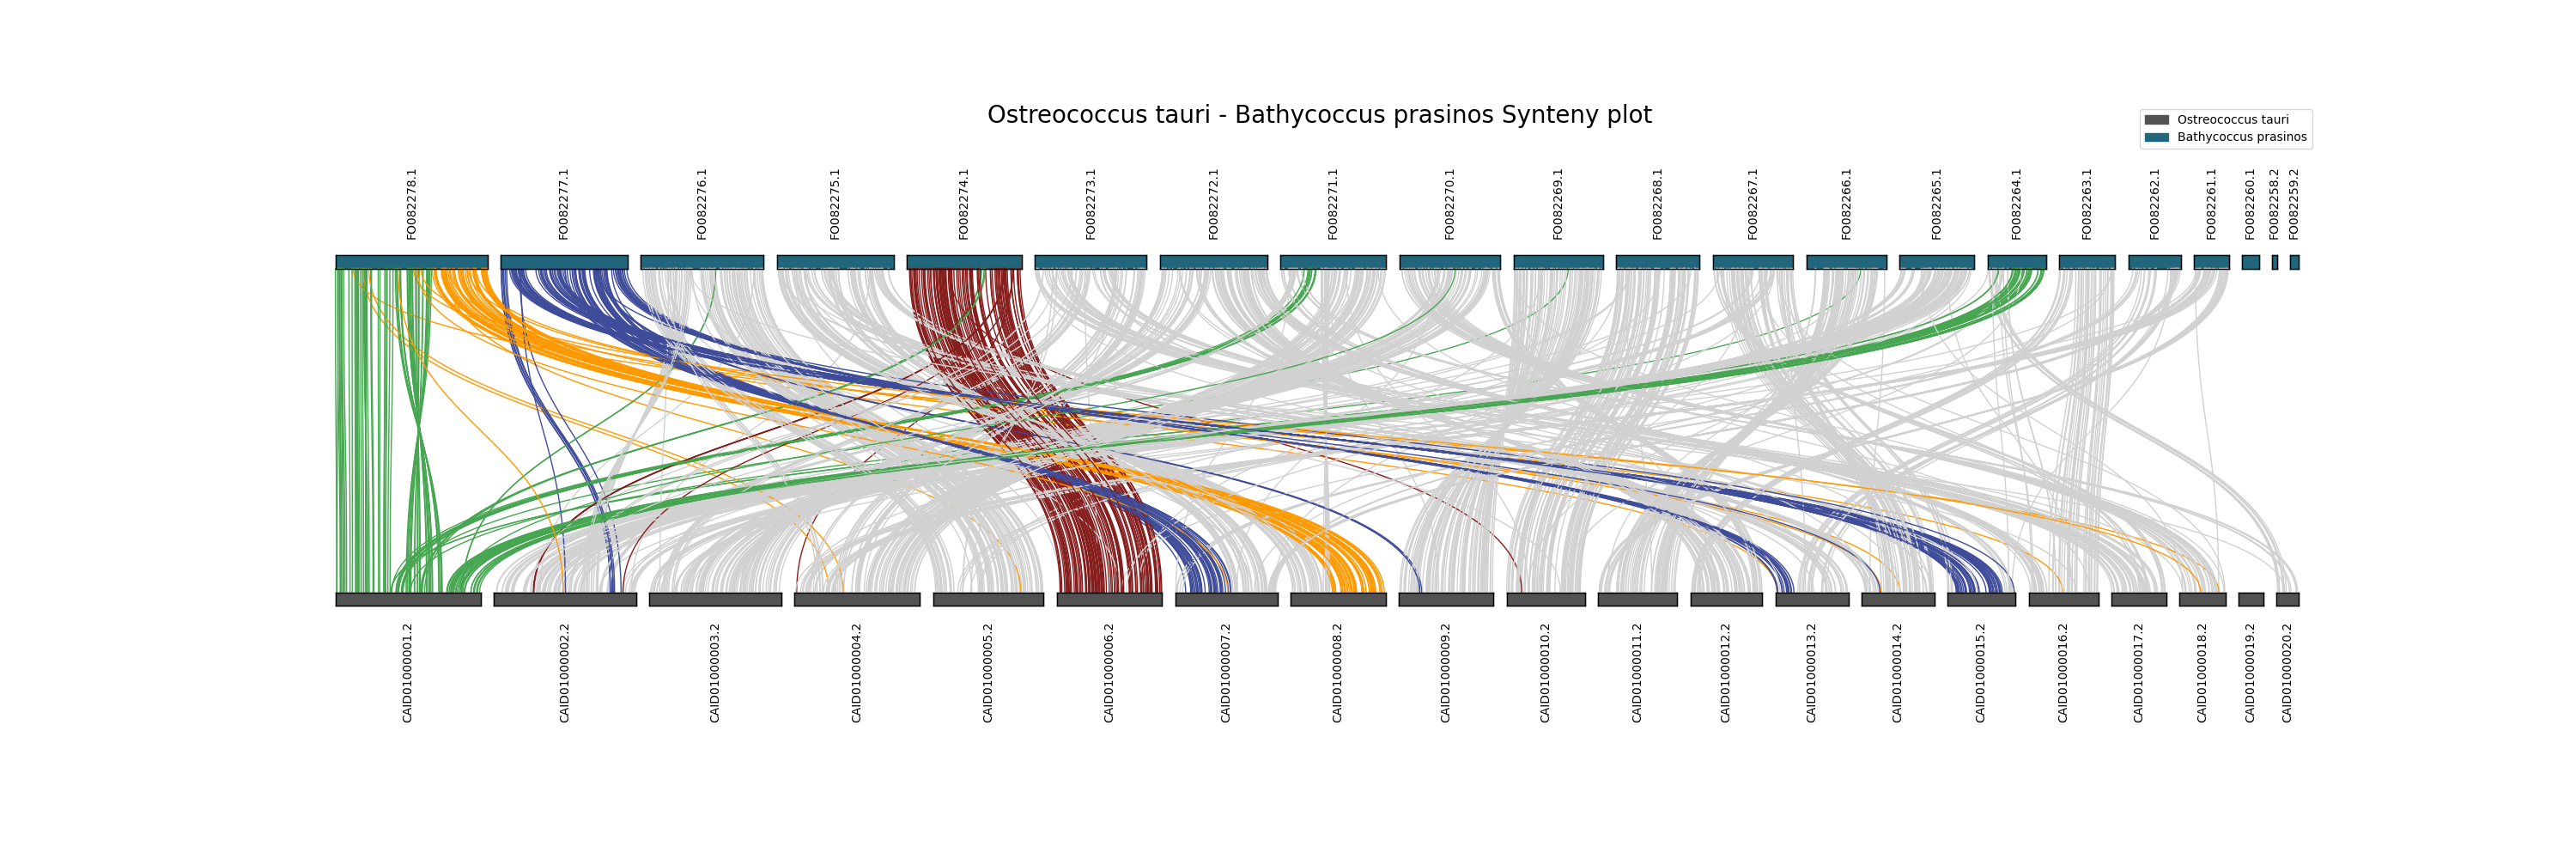 Ostreococcus tauri - Bathycoccus prasinos Synteny plot
Ostreococcus tauri
Bathycoccus prasinos
FO082278.1
FO082277.1
FO082276.1
FO082275.1
FO082274.1
FO082273.1
FO082272.1
FO082271.1
FO082270.1
FO082269.1
FO082268.1
FO082267.1
FO082266.1
FO082265.1
FO082264.1
FO082263.1
FO082262.1
FO082261.1
FO082260.1
FO082258.2
FO082259.2
CAID01000001.2
CAID01000002.2
CAID01000003.2
CAID01000004.2
CAID01000005.2
CAID01000006.2
CAID01000007.2
CAID01000008.2
CAID01000009.2
CAID01000010.2
CAID01000011.2
CAID01000012.2
CAID01000013.2
CAID01000014.2
CAID01000015.2
CAID01000016.2
CAID01000017.2
CAID01000018.2
CAID01000019.2
CAID01000020.2